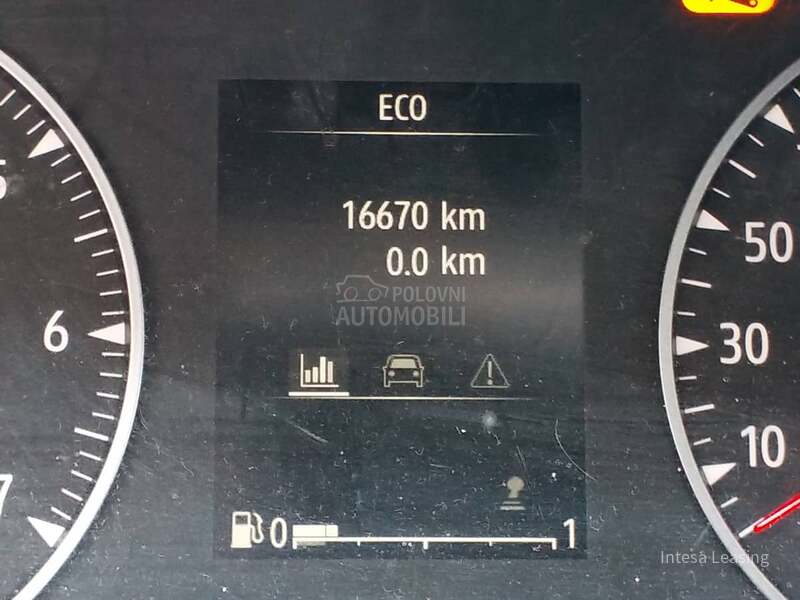 ECO
16670 km
0.0 km
POLOVNI
AUTOMOBILI
6
7
50
30
10
0
1
Intesa Leasing